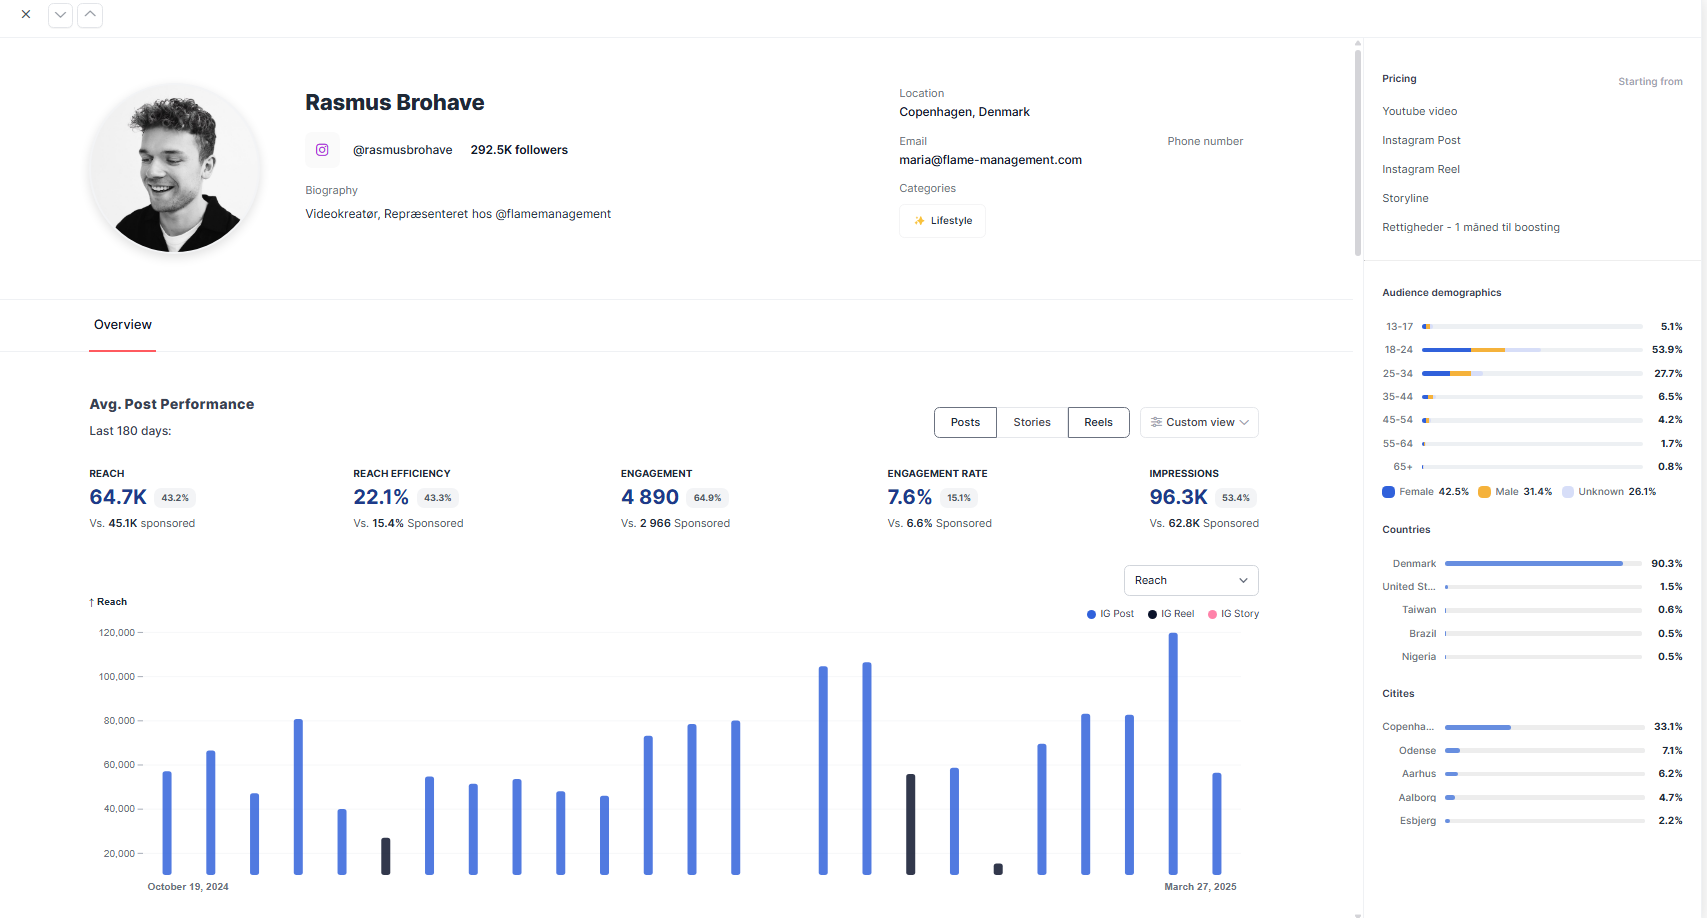 Rasmus Brohave
@rasmusbrohave 292.5K followers
Biography
Videokreatør, Repræsenteret hos @flamemanagement
Location
Copenhagen, Denmark
Email
maria@flame-management.com
Phone number
Categories
✨ Lifestyle
Overview
Avg. Post Performance
Last 180 days:
Posts Stories Reels Custom view
REACH
64.7K 43.2%
Vs. 45.1K sponsored
REACH EFFICIENCY
22.1% 43.3%
Vs. 15.4% Sponsored
ENGAGEMENT
4 890 64.9%
Vs. 2 966 Sponsored
ENGAGEMENT RATE
7.6% 15.1%
Vs. 6.6% Sponsored
IMPRESSIONS
96.3K 53.4%
Vs. 62.8K Sponsored
Reach
↑ Reach
IG Post IG Reel IG Story
120,000
100,000
80,000
60,000
40,000
20,000
October 19, 2024 March 27, 2025
Pricing Starting from
Youtube video
Instagram Post
Instagram Reel
Storyline
Rettigheder - 1 måned til boosting
Audience demographics
13-17 5.1%
18-24 53.9%
25-34 27.7%
35-44 6.5%
45-54 4.2%
55-64 1.7%
65+ 0.8%
Female 42.5% Male 31.4% Unknown 26.1%
Countries
Denmark 90.3%
United St... 1.5%
Taiwan 0.6%
Brazil 0.5%
Nigeria 0.5%
Citites
Copenha... 33.1%
Odense 7.1%
Aarhus 6.2%
Aalborg 4.7%
Esbjerg 2.2%